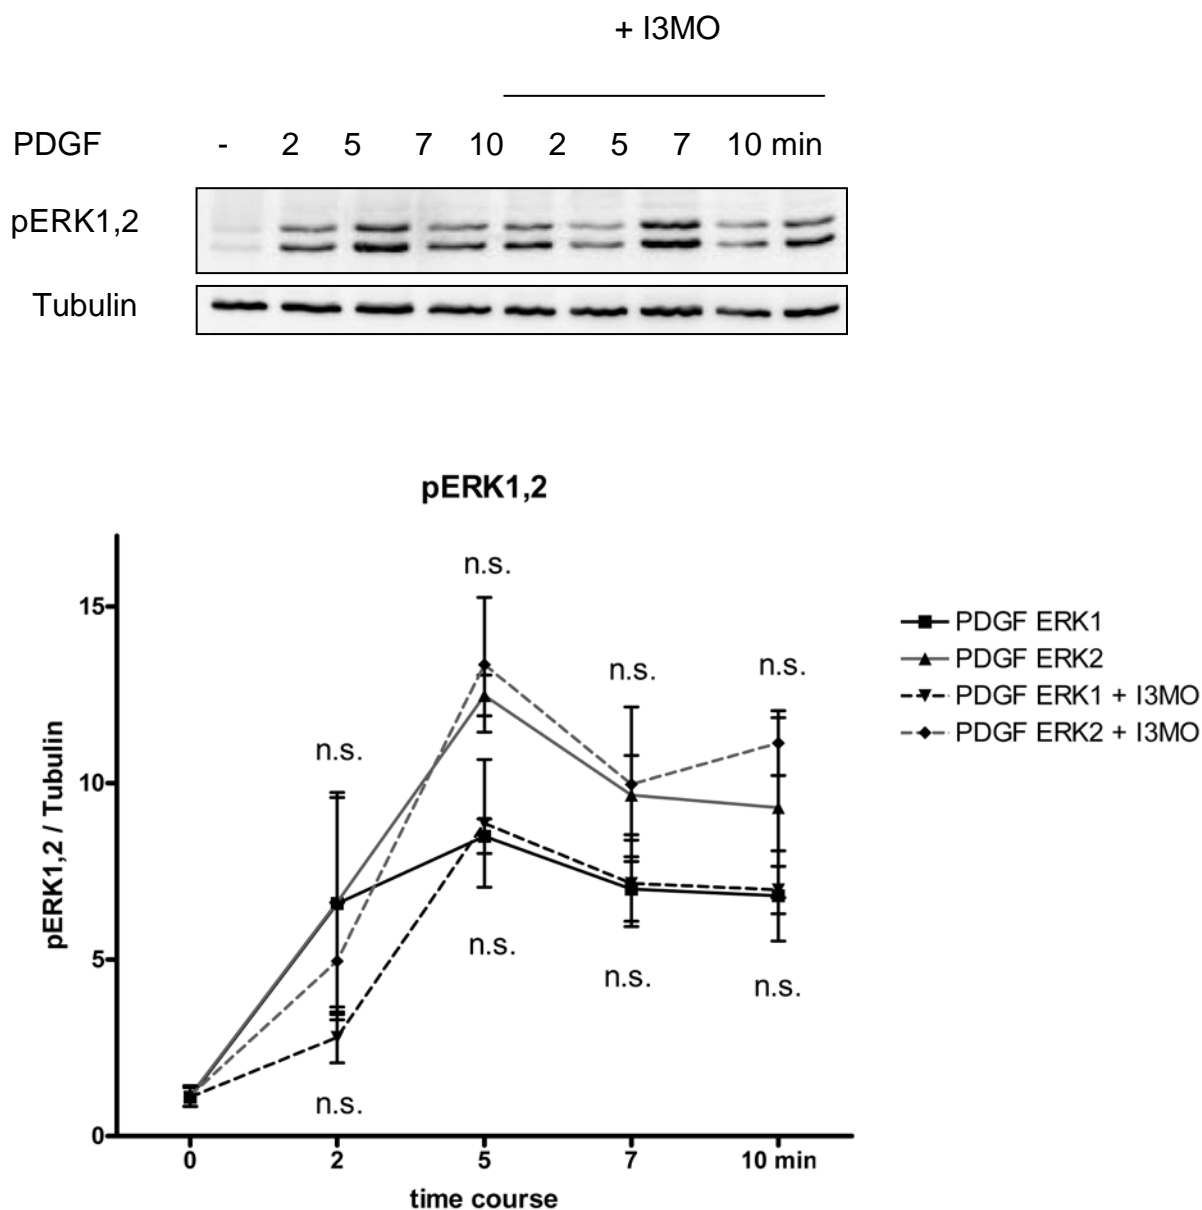 + I3MO
PDGF - 2 5 7 10 2 5 7 10 min
pERK1,2
Tubulin
pERK1,2
n.s.
15
n.s.
n.s.
n.s.
PDGF ERK1
PDGF ERK2
PDGF ERK1 + I3MO
PDGF ERK2 + I3MO
10
pERK1,2 / Tubulin
5
n.s.
n.s.
n.s.
n.s.
0
0 2 5 7 10 min
time course